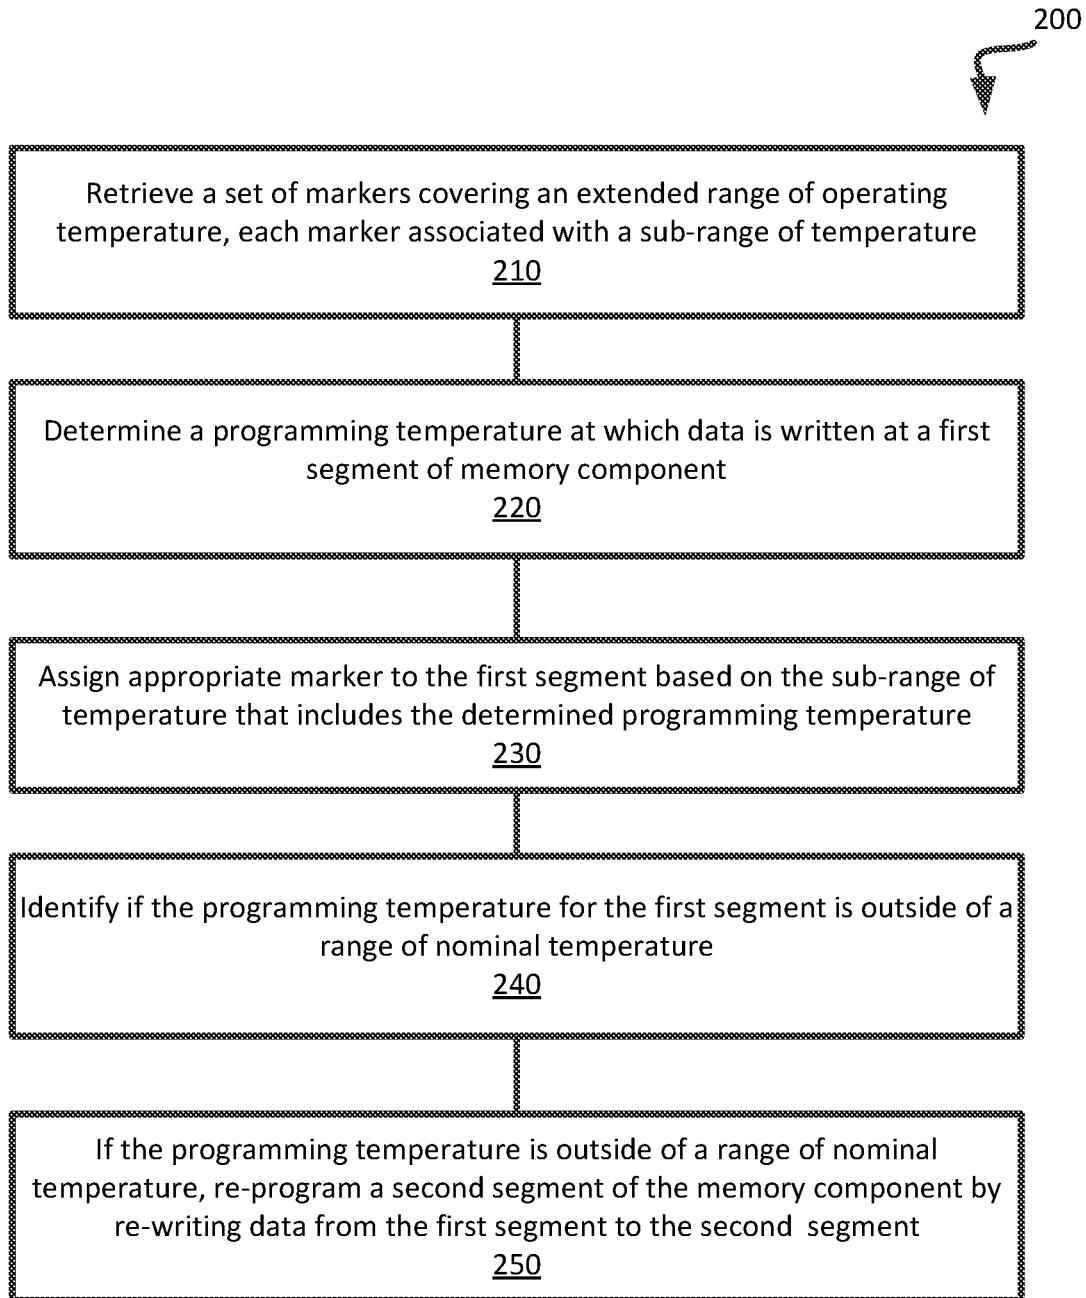 200
Retrieve a set of markers covering an extended range of operating
temperature, each marker associated with a sub-range of temperature
210
Determine a programming temperature at which data is written at a first
segment of memory component
220
Assign appropriate marker to the first segment based on the sub-range of
temperature that includes the determined programming temperature
230
Identify if the programming temperature for the first segment is outside of a
range of nominal temperature
240
If the programming temperature is outside of a range of nominal
temperature, re-program a second segment of the memory component by
re-writing data from the first segment to the second segment
250